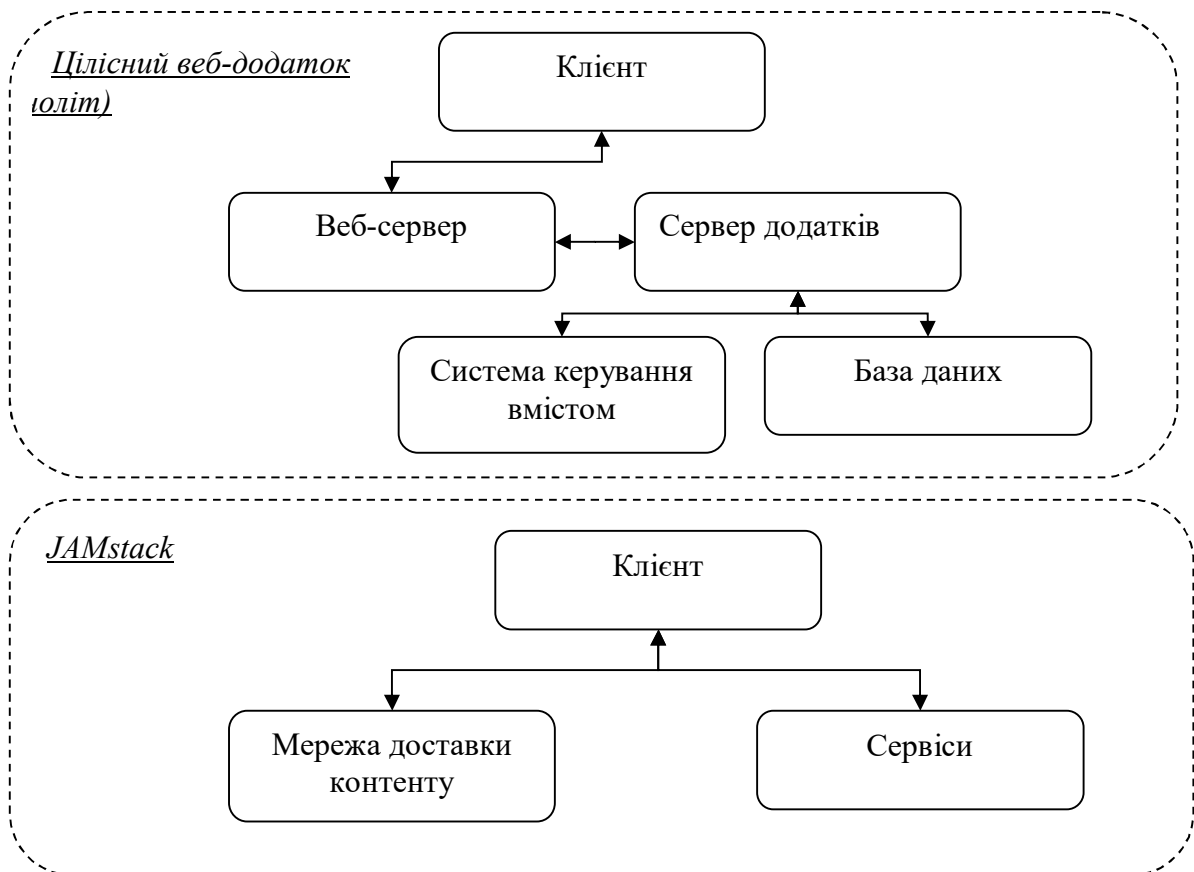 Цілісний веб-додаток
Клієнт
Веб-сервер
Сервер додатків
Система керування
вмістом
База даних
JAMstack
Клієнт
Мережа доставки
контенту
Сервіси